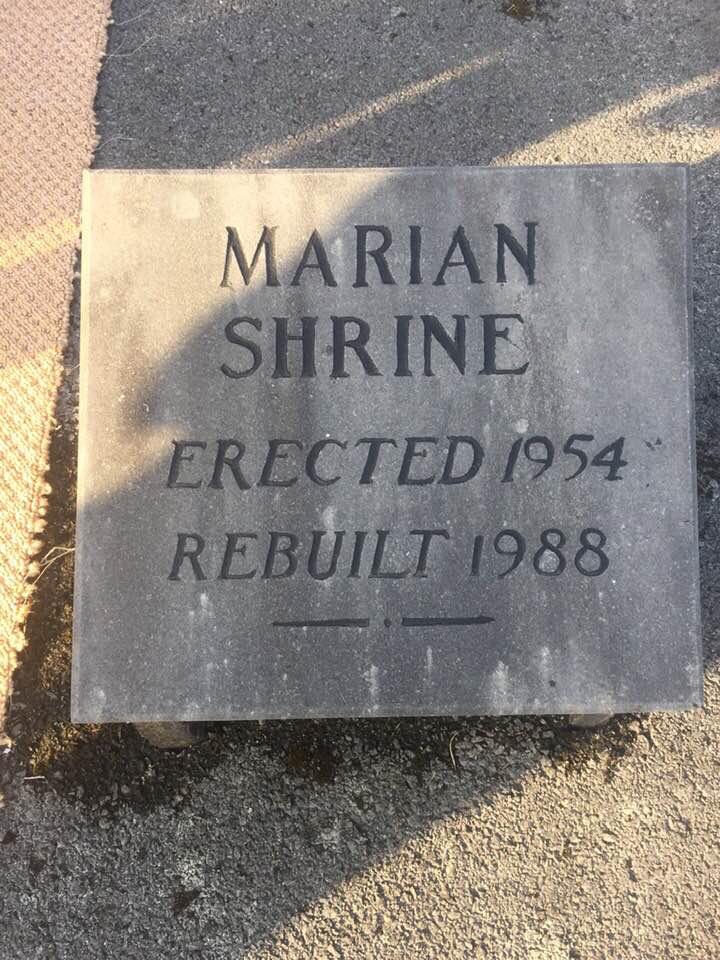 MARIAN
SHRINE
ERECTED 1954
REBUILT 1988